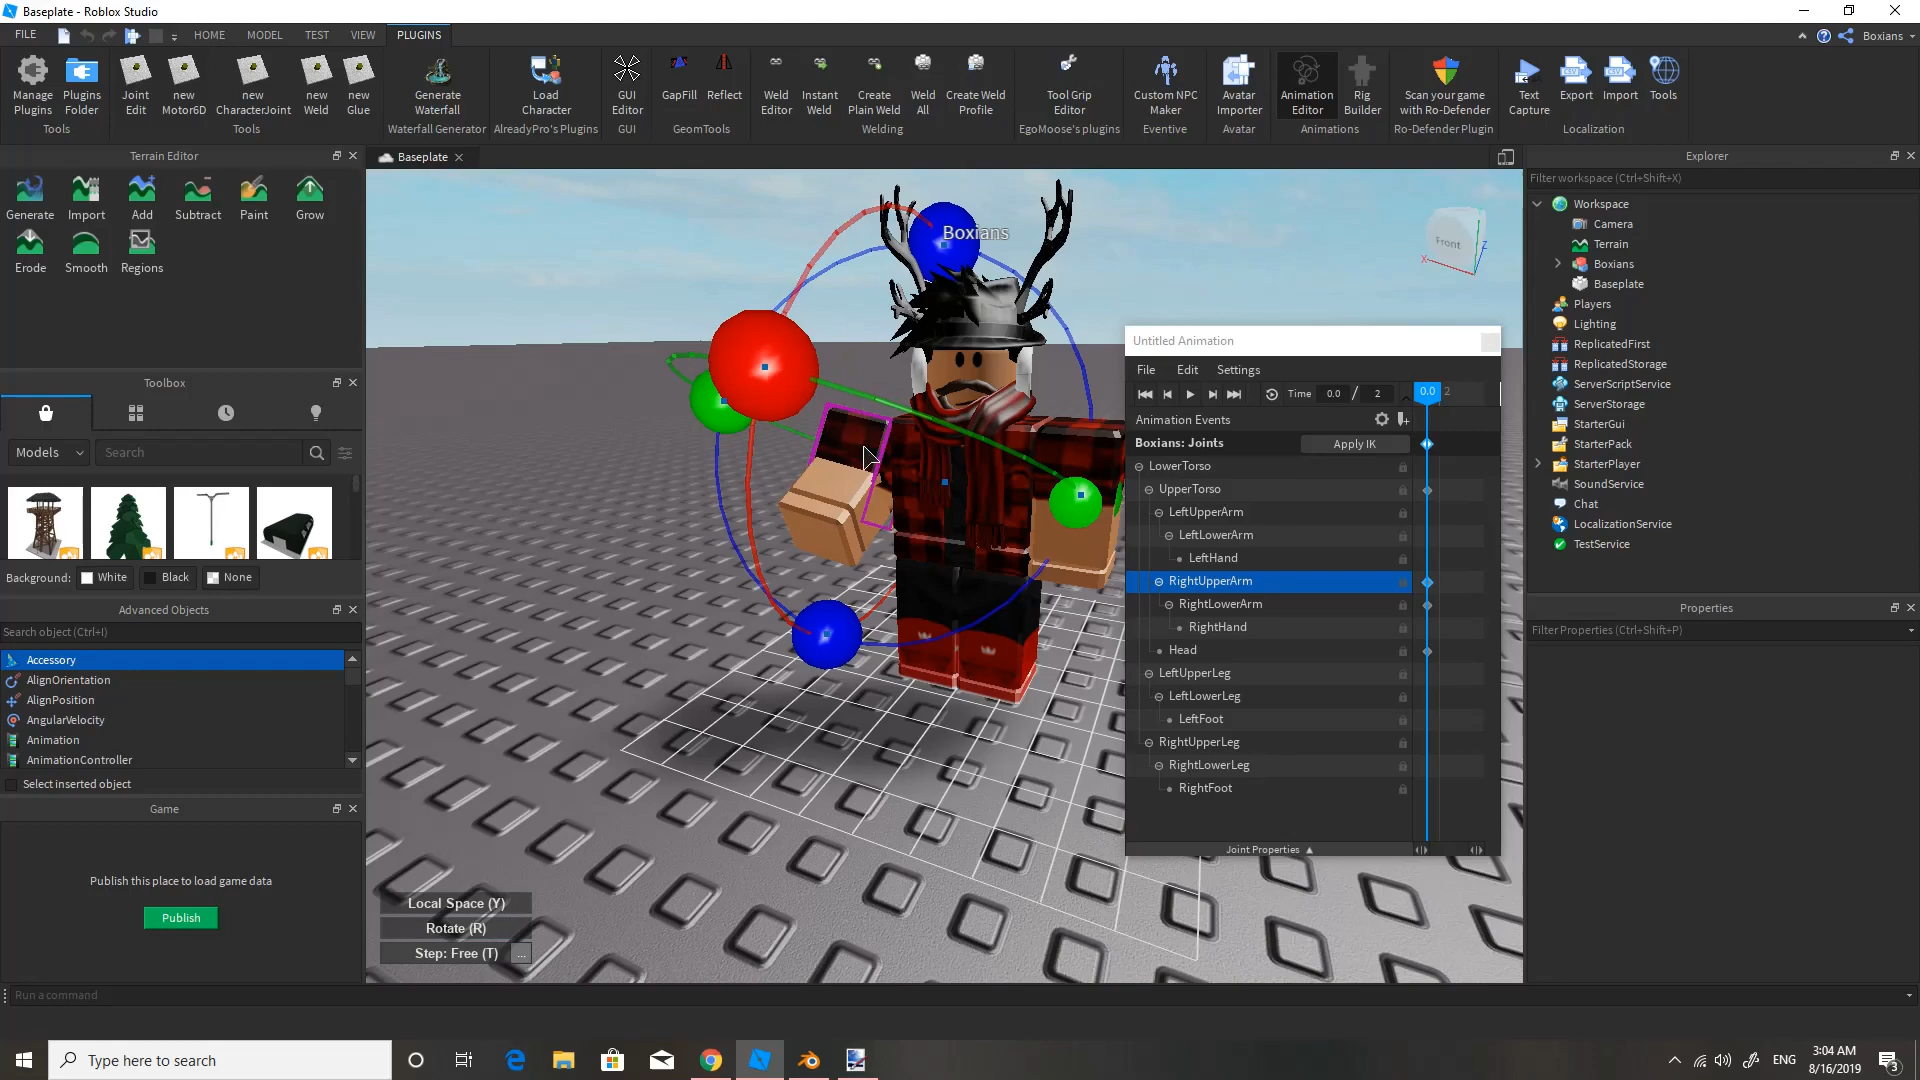 Baseplate - Roblox Studio
FILE HOME MODEL TEST VIEW PLUGINS Boxians
Manage Plugins
Plugins Folder
Tools
Joint Edit
new Motor6D
new CharacterJoint
new Weld
new Glue
Tools
Generate Waterfall
Waterfall Generator
Load Character
AlreadyPro's Plugins
GUI Editor
GUI
GapFill
Reflect
GeomTools
Weld Editor
Instant Weld
Create Plain Weld
Weld All
Create Weld Profile
Welding
Tool Grip Editor
EgoMoose's plugins
Custom NPC Maker
Eventive
Avatar Importer
Avatar
Animation Editor
Rig Builder
Animations
Scan your game with Ro-Defender
Ro-Defender Plugin
Text Capture
Export
Import
Tools
Localization
Terrain Editor
Generate Import Add Subtract Paint Grow
Erode Smooth Regions
Toolbox
Models Search
Background: White Black None
Advanced Objects
Search object (Ctrl+I)
Accessory
AlignOrientation
AlignPosition
AngularVelocity
Animation
AnimationController
Select inserted object
Game
Publish this place to load game data
Publish
Run a command
Baseplate
Boxians
Front
X
Z
Local Space (Y)
Rotate (R)
Step: Free (T) ...
Untitled Animation
File Edit Settings
Time 0.0 / 2 0.0 2
Animation Events
Boxians: Joints Apply IK
LowerTorso
UpperTorso
LeftUpperArm
LeftLowerArm
LeftHand
RightUpperArm
RightLowerArm
RightHand
Head
LeftUpperLeg
LeftLowerLeg
LeftFoot
RightUpperLeg
RightLowerLeg
RightFoot
Joint Properties
Explorer
Filter workspace (Ctrl+Shift+X)
Workspace
Camera
Terrain
Boxians
Baseplate
Players
Lighting
ReplicatedFirst
ReplicatedStorage
ServerScriptService
ServerStorage
StarterGui
StarterPack
StarterPlayer
SoundService
Chat
LocalizationService
TestService
Properties
Filter Properties (Ctrl+Shift+P)
Type here to search
ENG
3:04 AM
8/16/2019
3